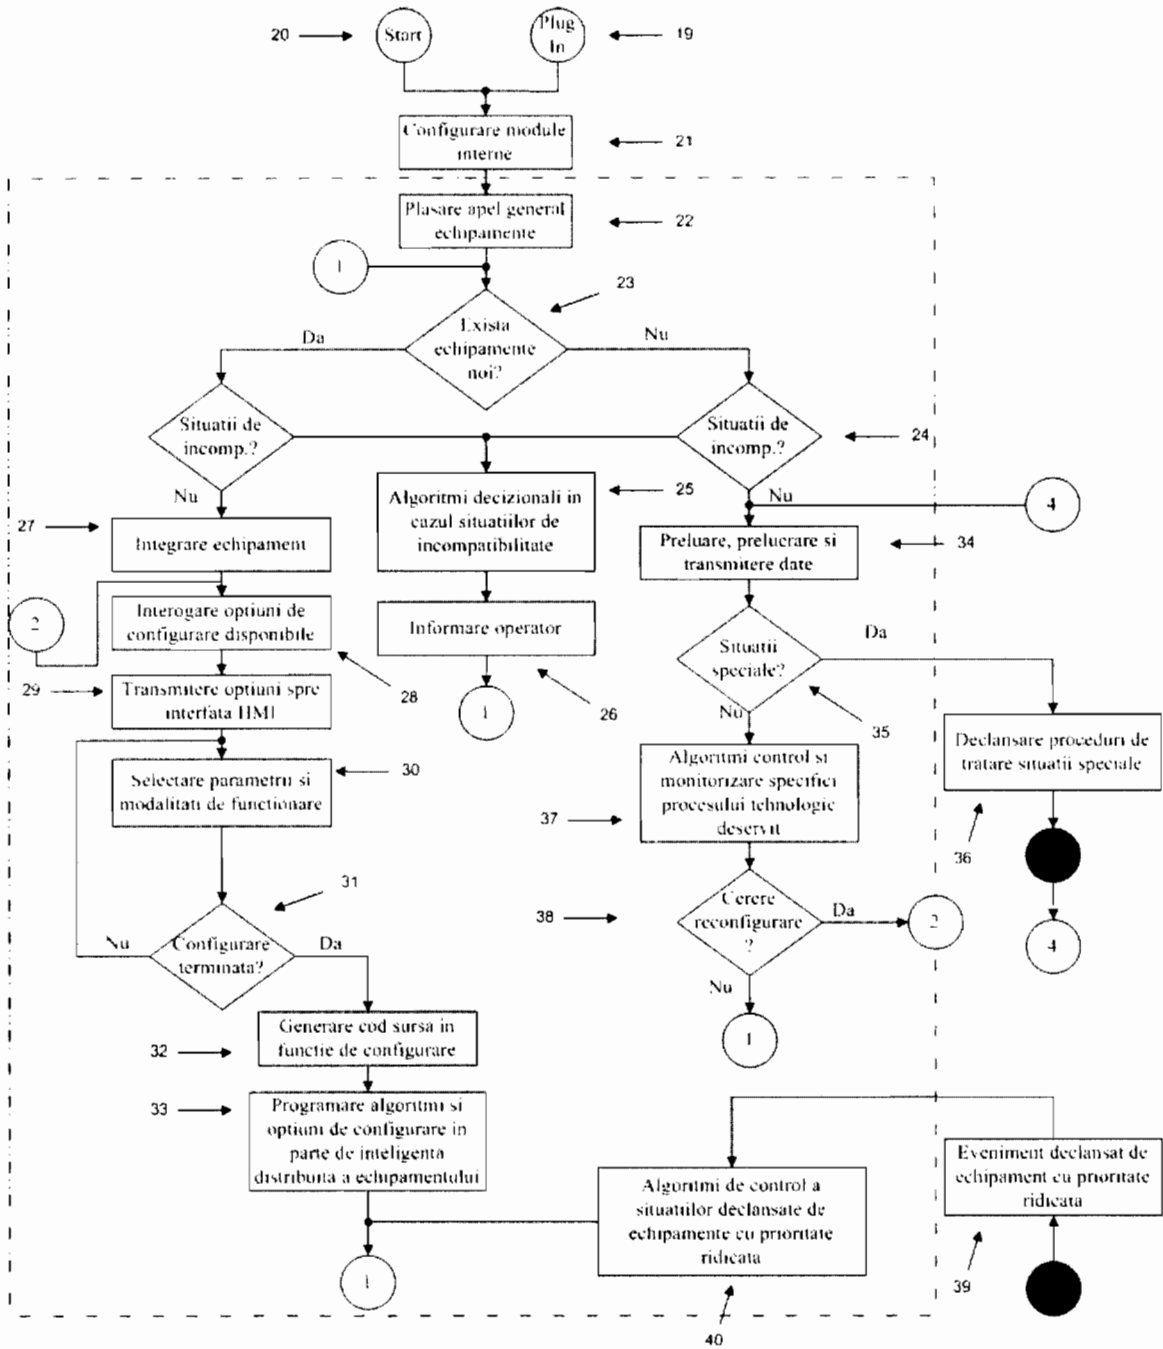 20
Start
Plug
In
19
Configurare module
interne
21
Plasare apel general
echipamente
22
1
23
Exista
echipamente
noi?
Da
Nu
Situatii de
incomp.?
Situatii de
incomp.?
24
Nu
Algoritmi decizionali in
cazul situatiilor de
incompatibilitate
25
Nu
4
27
Integrare echipament
Preluare, prelucrare si
transmitere date
34
2
Interogare optiuni de
configurare disponibile
28
Informare operator
26
1
Situatii
speciale?
Da
35
Nu
29
Transmitere optiuni spre
interfata HMI
Declansare proceduri de
tratare situatii speciale
36
4
Selectare parametrii si
modalitati de functionare
30
Algoritmi control si
monitorizare specifici
procesului tehnologic
deservit
37
31
Configurare
terminata?
Nu
Da
38
Cerere
reconfigurare
?
Da
2
Nu
1
32
Generare cod sursa in
functie de configurare
33
Programare algoritmi si
optiuni de configurare in
parte de inteligenta
distribuita a echipamentului
1
Algoritmi de control a
situatiilor declansate de
echipamente cu prioritate
ridicata
40
Eveniment declansat de
echipament cu prioritate
ridicata
39